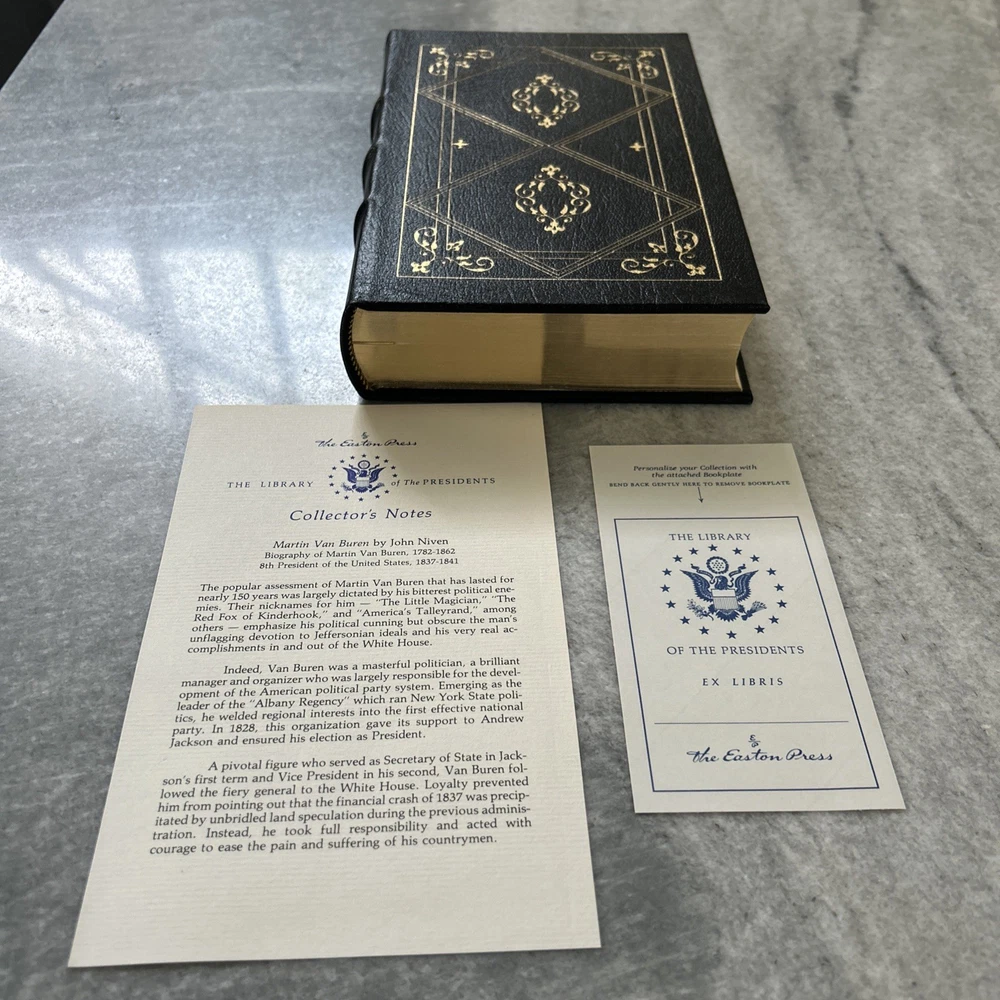 The Easton Press
THE LIBRARY of The PRESIDENTS
Collector's Notes
Martin Van Buren by John Niven
Biography of Martin Van Buren, 1782-1862
8th President of the United States, 1837-1841
The popular assessment of Martin Van Buren that has lasted for
nearly 150 years was largely dictated by his bitterest political ene-
mies. Their nicknames for him — "The Little Magician," "The
Red Fox of Kinderhook," and "America's Talleyrand," among
others — emphasize his political cunning but obscure the man's
unflagging devotion to Jeffersonian ideals and his very real ac-
complishments in and out of the White House.
Indeed, Van Buren was a masterful politician, a brilliant
manager and organizer who was largely responsible for the devel-
opment of the American political party system. Emerging as the
leader of the "Albany Regency" which ran New York State poli-
tics, he welded regional interests into the first effective national
party. In 1828, this organization gave its support to Andrew
Jackson and ensured his election as President.
A pivotal figure who served as Secretary of State in Jack-
son's first term and Vice President in his second, Van Buren fol-
lowed the fiery general to the White House. Loyalty prevented
him from pointing out that the financial crash of 1837 was precip-
itated by unbridled land speculation during the previous adminis-
tration. Instead, he took full responsibility and acted with
courage to ease the pain and suffering of his countrymen.
Personalize your Collection with
the attached Bookplate
BEND BACK GENTLY HERE TO REMOVE BOOKPLATE
THE LIBRARY
OF THE PRESIDENTS
EX LIBRIS
The Easton Press